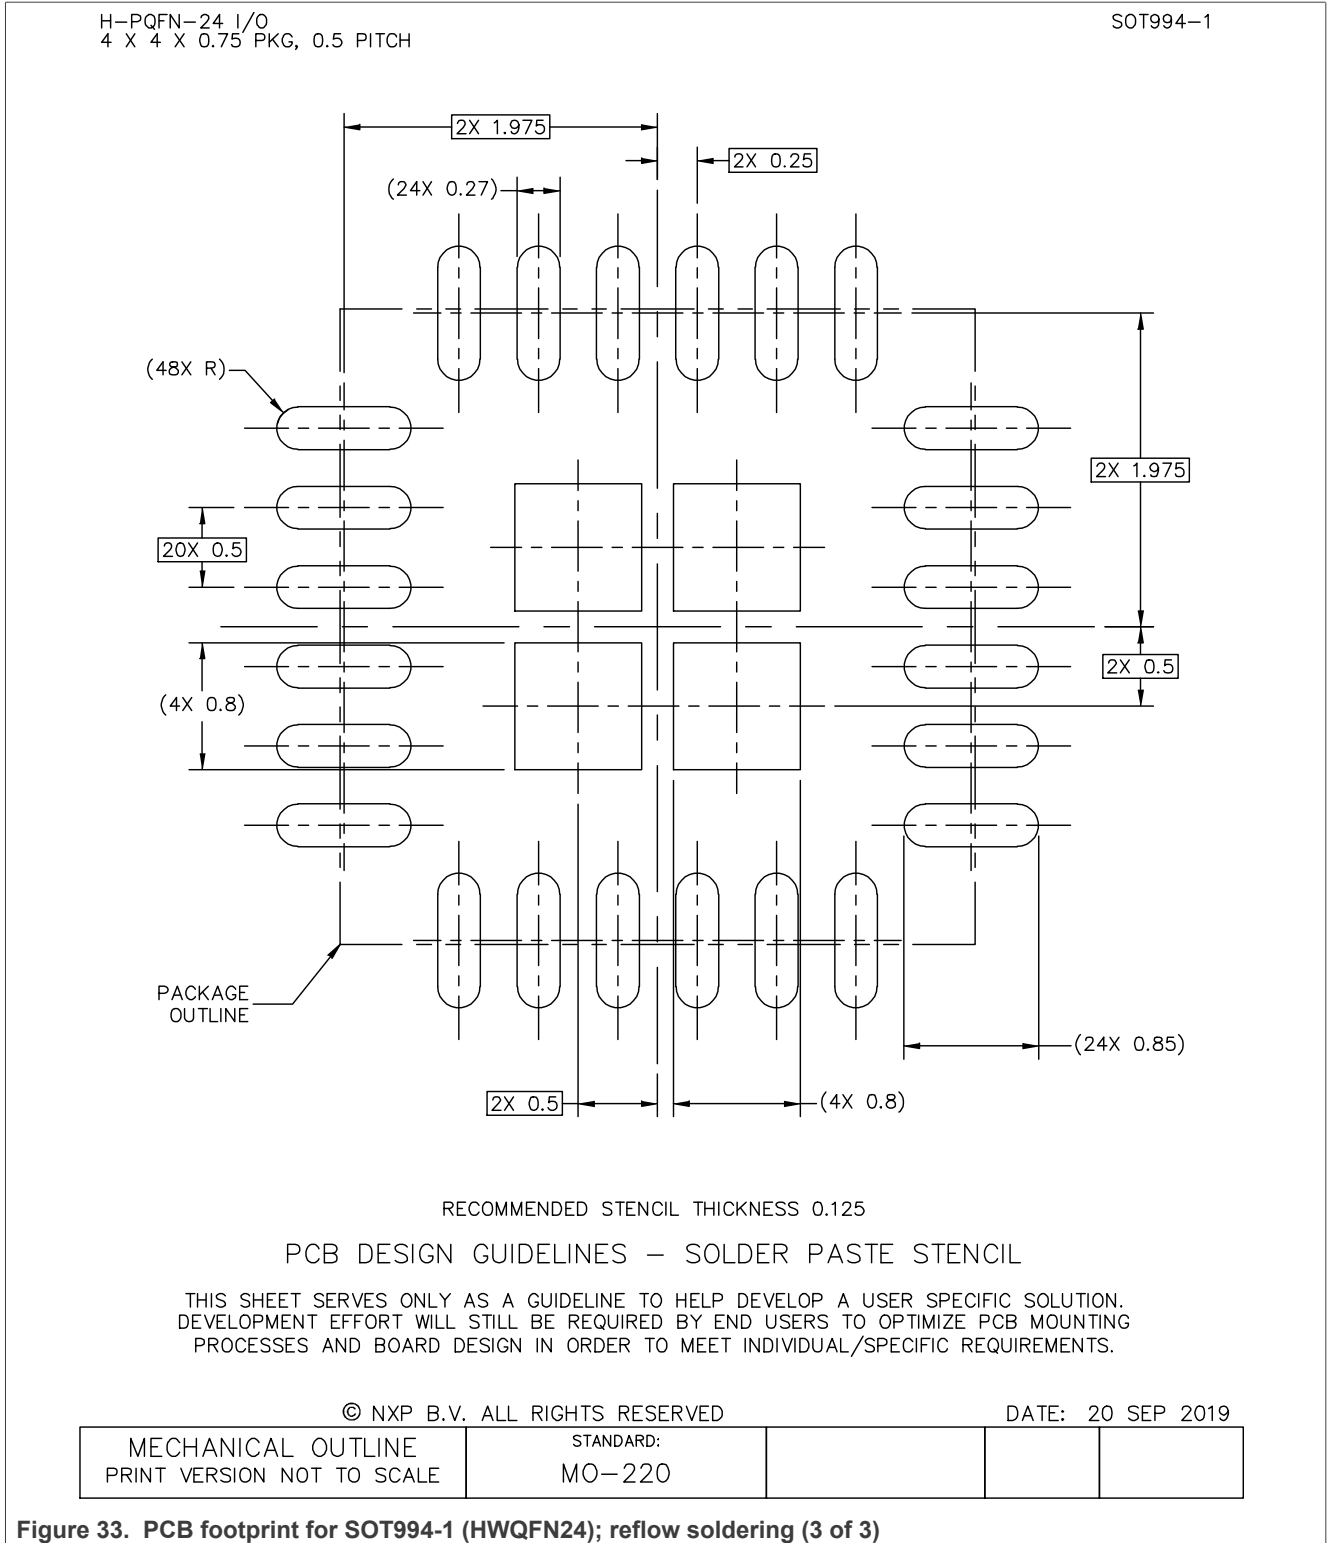 H-PQFN-24 I/O
4 X 4 X 0.75 PKG, 0.5 PITCH
SOT994-1
2X 1.975
2X 0.25
(24X 0.27)
(48X R)
2X 1.975
20X 0.5
2X 0.5
(4X 0.8)
PACKAGE
OUTLINE
(24X 0.85)
2X 0.5
(4X 0.8)
RECOMMENDED STENCIL THICKNESS 0.125
PCB DESIGN GUIDELINES – SOLDER PASTE STENCIL
THIS SHEET SERVES ONLY AS A GUIDELINE TO HELP DEVELOP A USER SPECIFIC SOLUTION.
DEVELOPMENT EFFORT WILL STILL BE REQUIRED BY END USERS TO OPTIMIZE PCB MOUNTING
PROCESSES AND BOARD DESIGN IN ORDER TO MEET INDIVIDUAL/SPECIFIC REQUIREMENTS.
© NXP B.V. ALL RIGHTS RESERVED
DATE: 20 SEP 2019
MECHANICAL OUTLINE
PRINT VERSION NOT TO SCALE
STANDARD:
MO-220
Figure 33. PCB footprint for SOT994-1 (HWQFN24); reflow soldering (3 of 3)